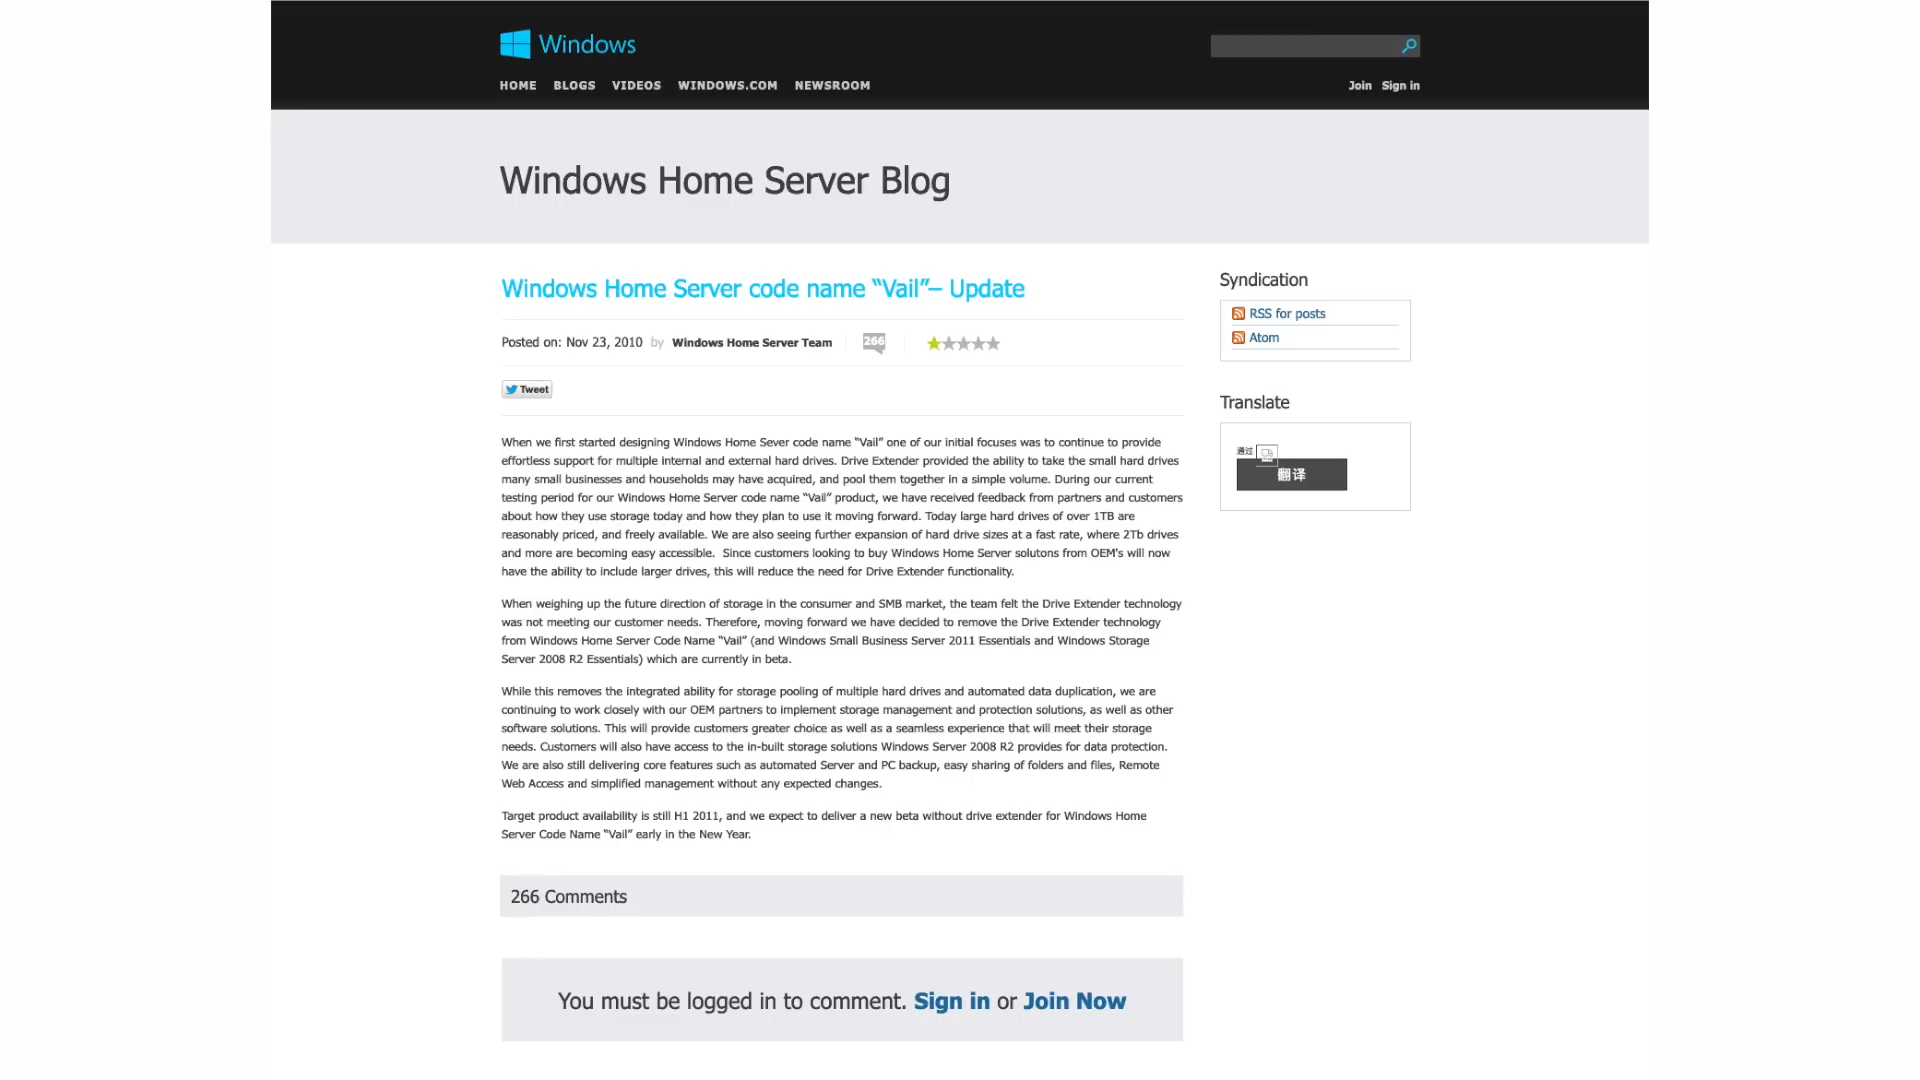 Windows
HOME BLOGS VIDEOS WINDOWS.COM NEWSROOM
Join Sign in
Windows Home Server Blog
Windows Home Server code name “Vail”– Update
Posted on: Nov 23, 2010 by Windows Home Server Team 266
Tweet
When we first started designing Windows Home Sever code name “Vail” one of our initial focuses was to continue to provide
effortless support for multiple internal and external hard drives. Drive Extender provided the ability to take the small hard drives
many small businesses and households may have acquired, and pool them together in a simple volume. During our current
testing period for our Windows Home Server code name “Vail” product, we have received feedback from partners and customers
about how they use storage today and how they plan to use it moving forward. Today large hard drives of over 1TB are
reasonably priced, and freely available. We are also seeing further expansion of hard drive sizes at a fast rate, where 2Tb drives
and more are becoming easy accessible.  Since customers looking to buy Windows Home Server solutons from OEM's will now
have the ability to include larger drives, this will reduce the need for Drive Extender functionality.
When weighing up the future direction of storage in the consumer and SMB market, the team felt the Drive Extender technology
was not meeting our customer needs. Therefore, moving forward we have decided to remove the Drive Extender technology
from Windows Home Server Code Name “Vail” (and Windows Small Business Server 2011 Essentials and Windows Storage
Server 2008 R2 Essentials) which are currently in beta.
While this removes the integrated ability for storage pooling of multiple hard drives and automated data duplication, we are
continuing to work closely with our OEM partners to implement storage management and protection solutions, as well as other
software solutions. This will provide customers greater choice as well as a seamless experience that will meet their storage
needs. Customers will also have access to the in-built storage solutions Windows Server 2008 R2 provides for data protection.
We are also still delivering core features such as automated Server and PC backup, easy sharing of folders and files, Remote
Web Access and simplified management without any expected changes.
Target product availability is still H1 2011, and we expect to deliver a new beta without drive extender for Windows Home
Server Code Name “Vail” early in the New Year.
266 Comments
You must be logged in to comment. Sign in or Join Now
Syndication
RSS for posts
Atom
Translate
通过
翻译